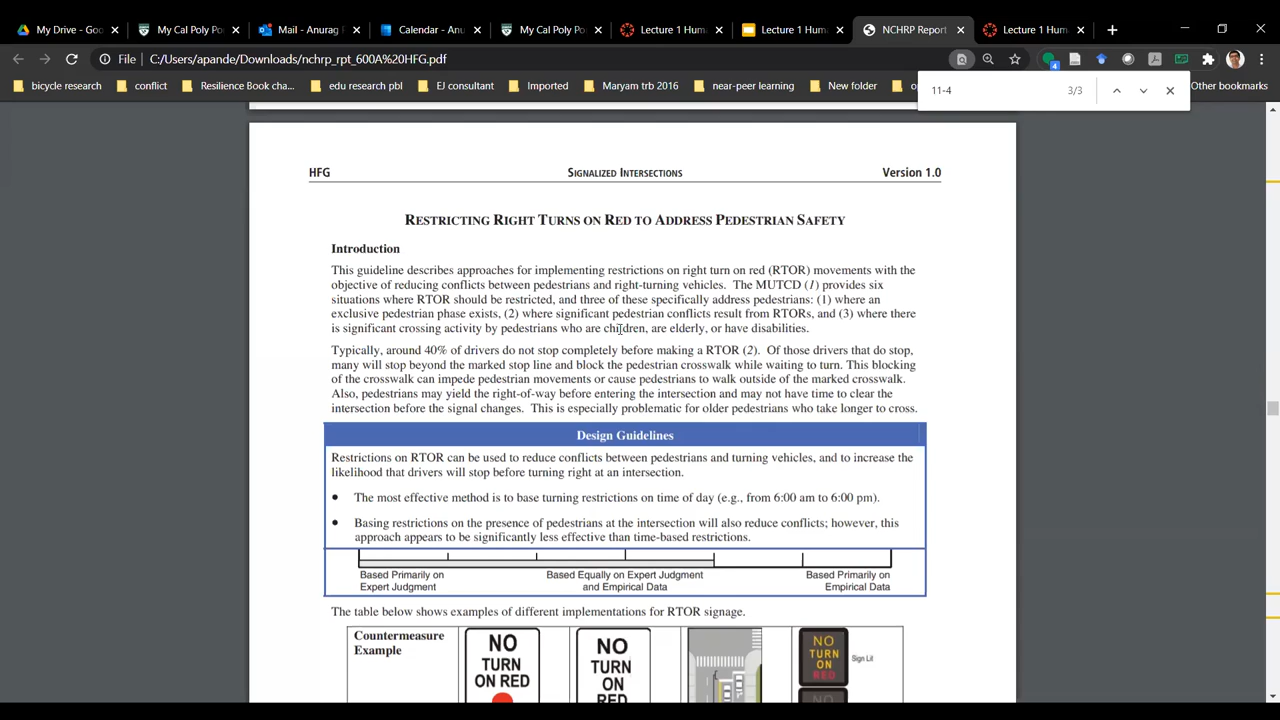 My Drive - Goo
My Cal Poly Po
Mail - Anurag P
Calendar - Anu
My Cal Poly Po
Lecture 1 Hum
Lecture 1 Hum
NCHRP Report
Lecture 1 Hum
File C:/Users/apande/Downloads/nchrp_rpt_600A%20HFG.pdf
4
bicycle research
conflict
Resilience Book cha...
edu research pbl
EJ consultant
Imported
Maryam trb 2016
near-peer learning
New folder
Other bookmarks
11-4 3/3
HFG SIGNALIZED INTERSECTIONS Version 1.0
RESTRICTING RIGHT TURNS ON RED TO ADDRESS PEDESTRIAN SAFETY
Introduction
This guideline describes approaches for implementing restrictions on right turn on red (RTOR) movements with the
objective of reducing conflicts between pedestrians and right-turning vehicles. The MUTCD (1) provides six
situations where RTOR should be restricted, and three of these specifically address pedestrians: (1) where an
exclusive pedestrian phase exists, (2) where significant pedestrian conflicts result from RTORs, and (3) where there
is significant crossing activity by pedestrians who are children, are elderly, or have disabilities.
Typically, around 40% of drivers do not stop completely before making a RTOR (2). Of those drivers that do stop,
many will stop beyond the marked stop line and block the pedestrian crosswalk while waiting to turn. This blocking
of the crosswalk can impede pedestrian movements or cause pedestrians to walk outside of the marked crosswalk.
Also, pedestrians may yield the right-of-way before entering the intersection and may not have time to clear the
intersection before the signal changes. This is especially problematic for older pedestrians who take longer to cross.
Design Guidelines
Restrictions on RTOR can be used to reduce conflicts between pedestrians and turning vehicles, and to increase the
likelihood that drivers will stop before turning right at an intersection.
• The most effective method is to base turning restrictions on time of day (e.g., from 6:00 am to 6:00 pm).
• Basing restrictions on the presence of pedestrians at the intersection will also reduce conflicts; however, this
approach appears to be significantly less effective than time-based restrictions.
Based Primarily on
Expert Judgment
Based Equally on Expert Judgment
and Empirical Data
Based Primarily on
Empirical Data
The table below shows examples of different implementations for RTOR signage.
Countermeasure
Example
NO
TURN
ON RED
NO
TURN
ON
RED
NO
TURN
ON
RED
Sign Lit
NO